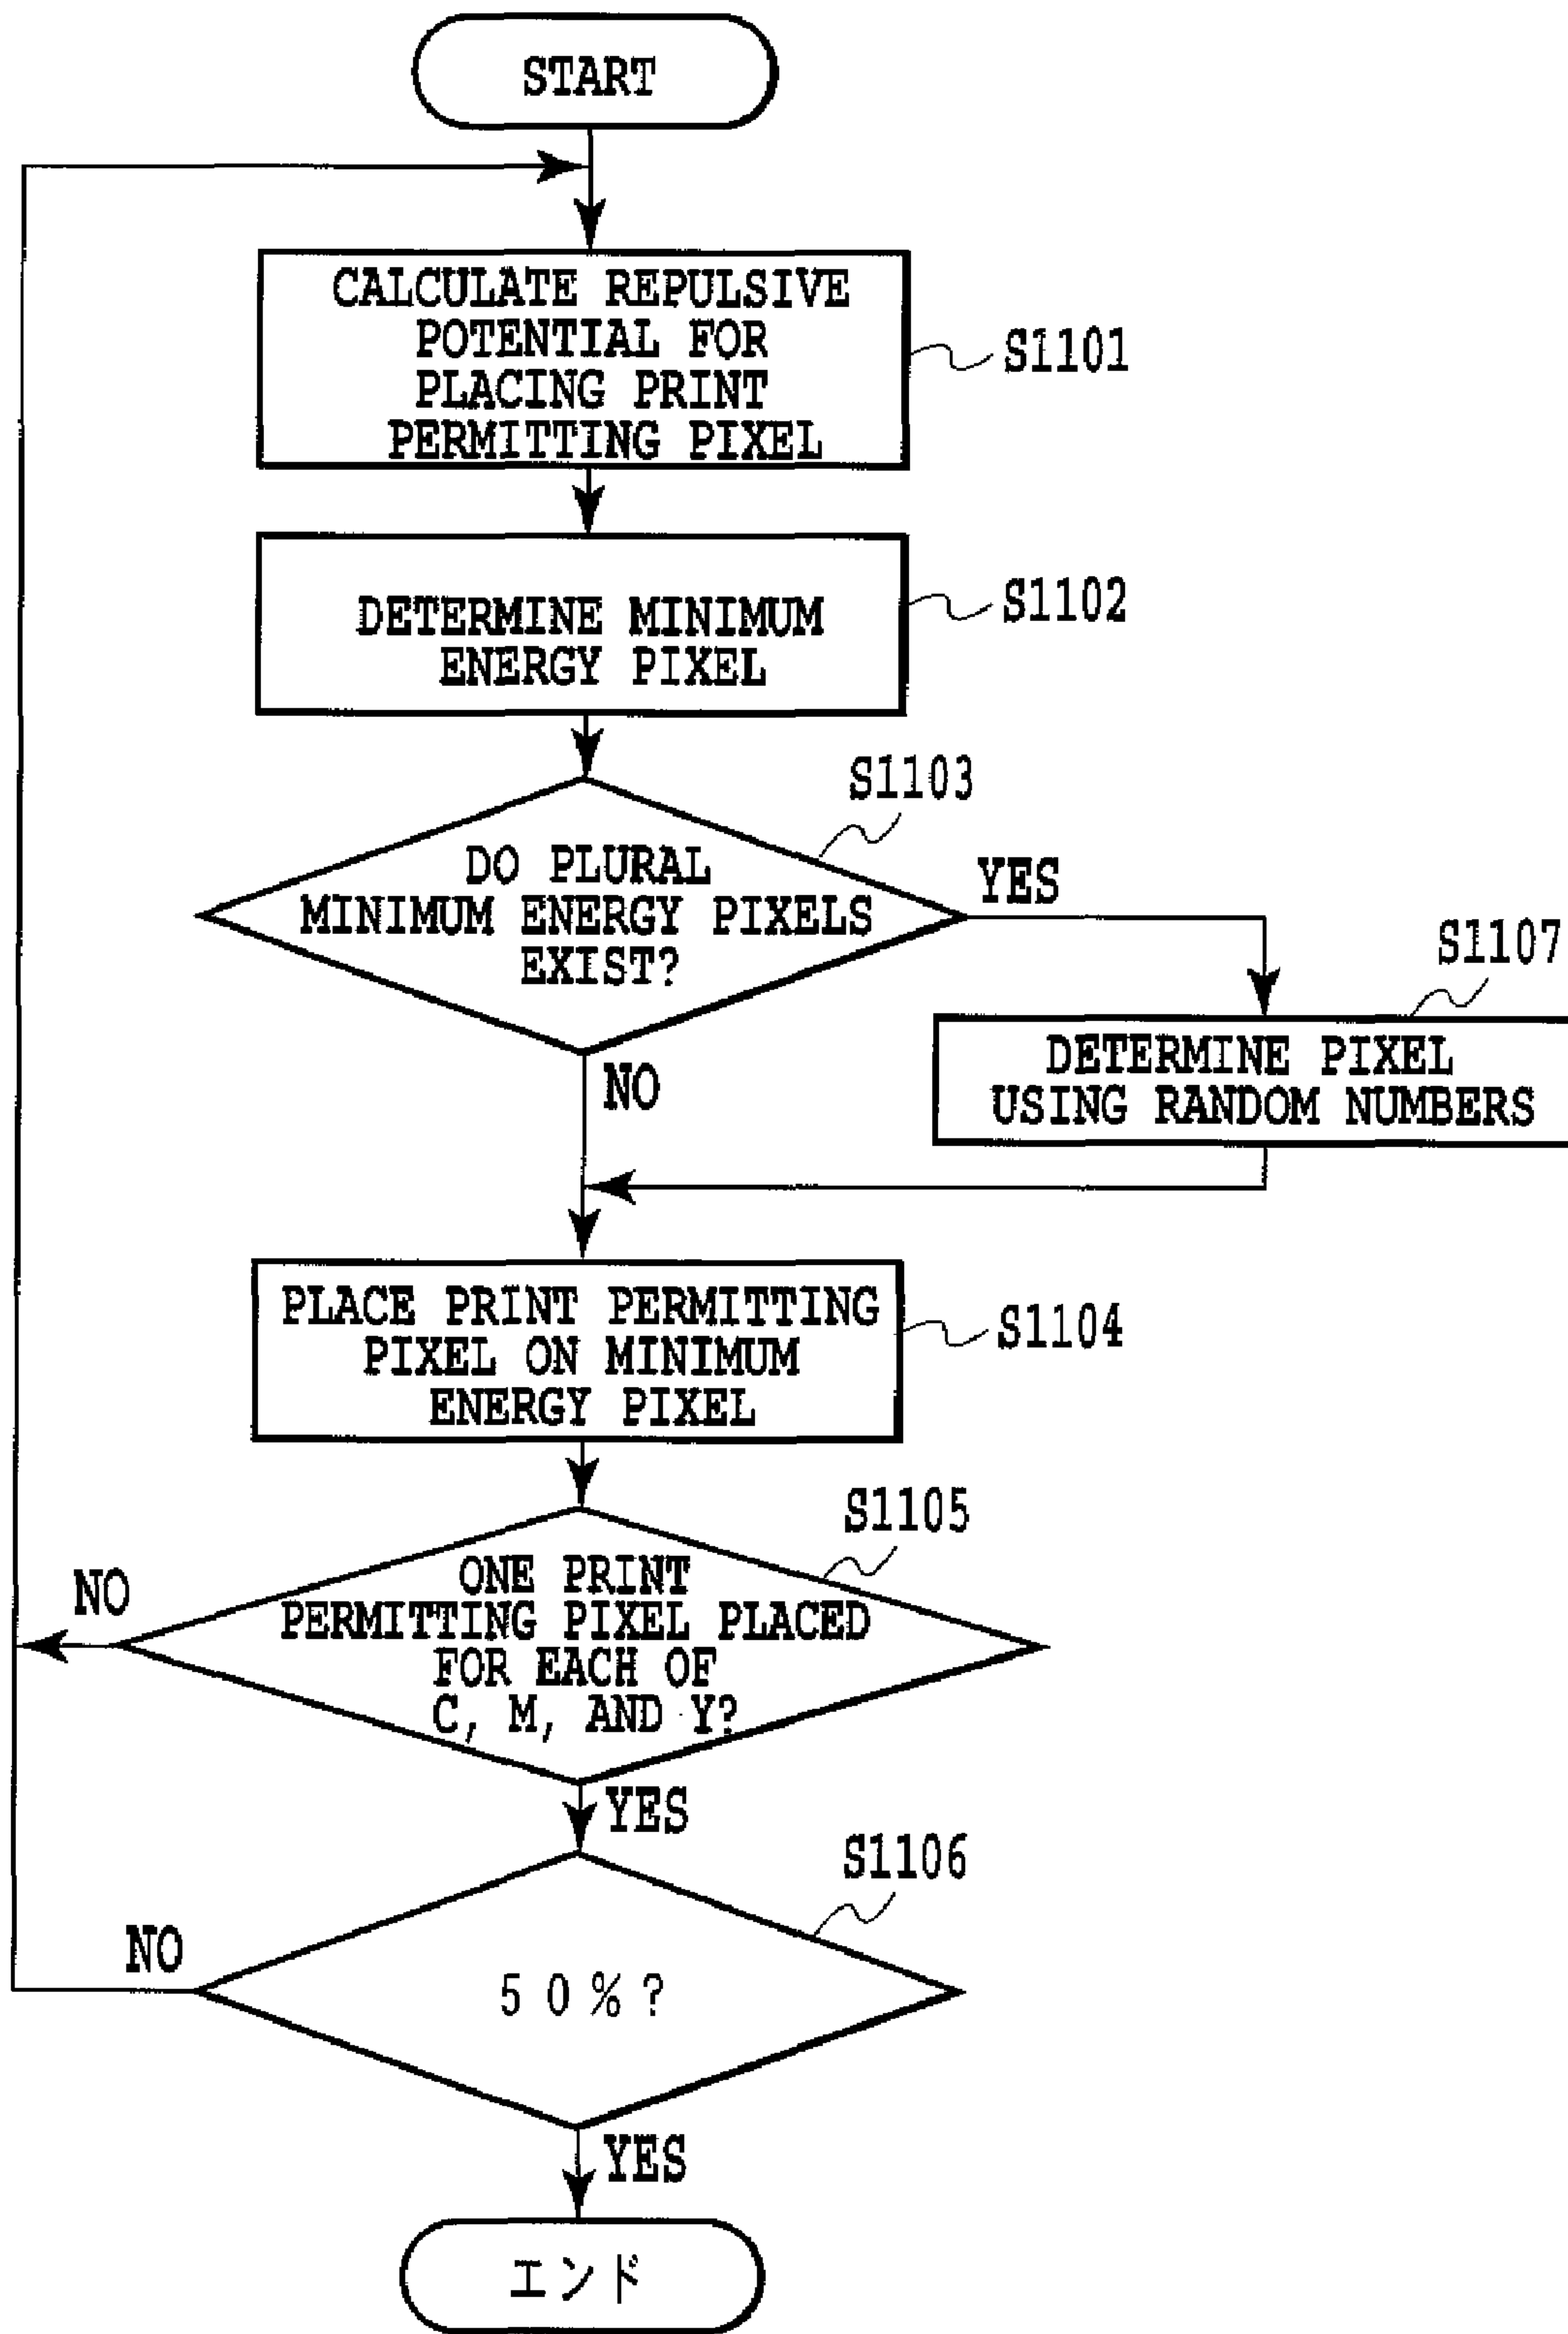 START
CALCULATE REPULSIVE
POTENTIAL FOR
PLACING PRINT
PERMITTING PIXEL
S1101
DETERMINE MINIMUM
ENERGY PIXEL
S1102
S1103
DO PLURAL
MINIMUM ENERGY PIXELS
EXIST?
YES
NO
S1107
DETERMINE PIXEL
USING RANDOM NUMBERS
PLACE PRINT PERMITTING
PIXEL ON MINIMUM
ENERGY PIXEL
S1104
S1105
ONE PRINT
PERMITTING PIXEL PLACED
FOR EACH OF
C, M, AND Y?
NO
YES
S1106
50%?
NO
YES
エンド